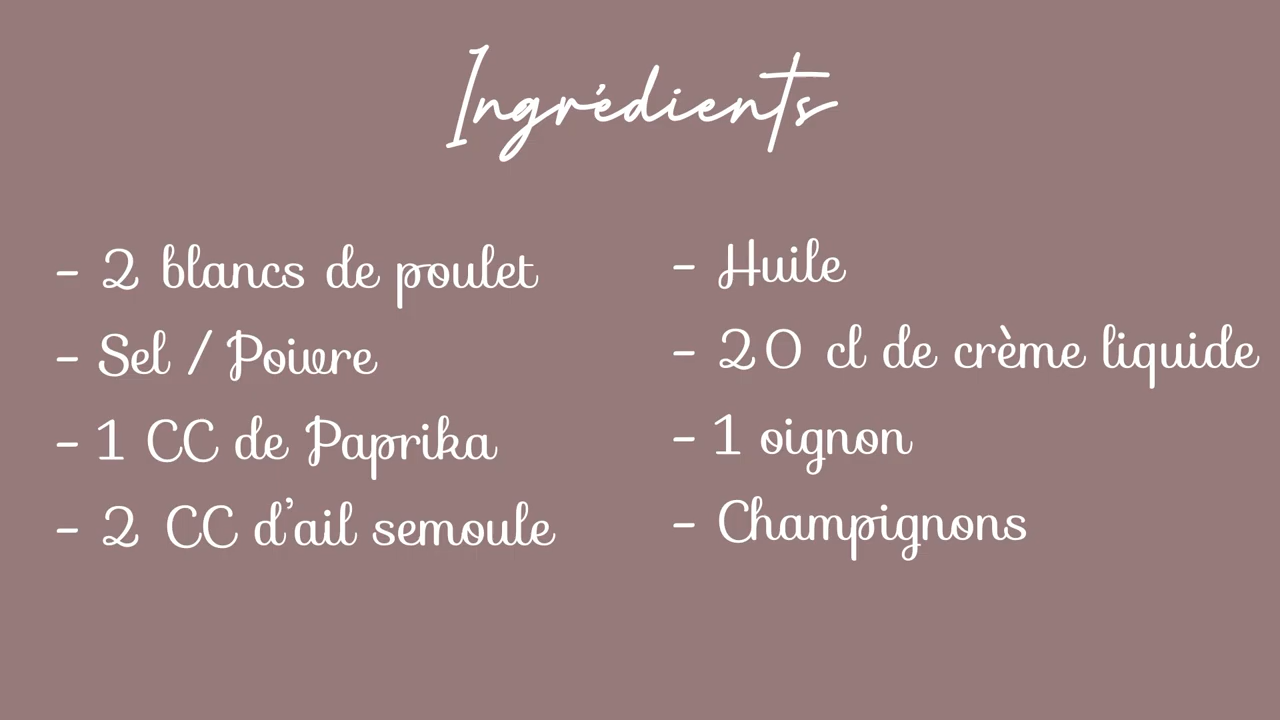 Ingrédients
- 2 blancs de poulet
- Sel / Poivre
- 1 CC de Paprika
- 2 CC d'ail semoule
- Huile
- 20 cl de crème liquide
- 1 oignon
- Champignons